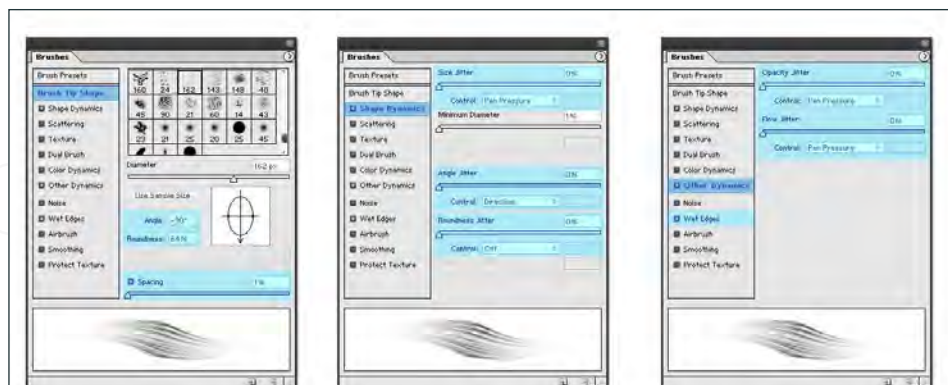 Brushes
Brush Presets
Brush Tip Shape
Shape Dynamics
Scattering
Texture
Dual Brush
Color Dynamics
Other Dynamics
Noise
Wet Edges
Airbrush
Smoothing
Protect Texture
160 24 162 143 148 40
45 90 21 60 14 43
23 21 25 20 25 45
Diameter 162 px
Use Sample Size
Angle: -90°
Roundness: 64%
Spacing 1%
Brushes
Brush Presets
Brush Tip Shape
Shape Dynamics
Scattering
Texture
Dual Brush
Color Dynamics
Other Dynamics
Noise
Wet Edges
Airbrush
Smoothing
Protect Texture
Size Jitter 0%
Control: Pen Pressure
Minimum Diameter 1%
Angle Jitter 0%
Control: Direction
Roundness Jitter 0%
Control: Off
Brushes
Brush Presets
Brush Tip Shape
Shape Dynamics
Scattering
Texture
Dual Brush
Color Dynamics
Other Dynamics
Noise
Wet Edges
Airbrush
Smoothing
Protect Texture
Opacity Jitter 0%
Control: Pen Pressure
Flow Jitter 0%
Control: Pen Pressure